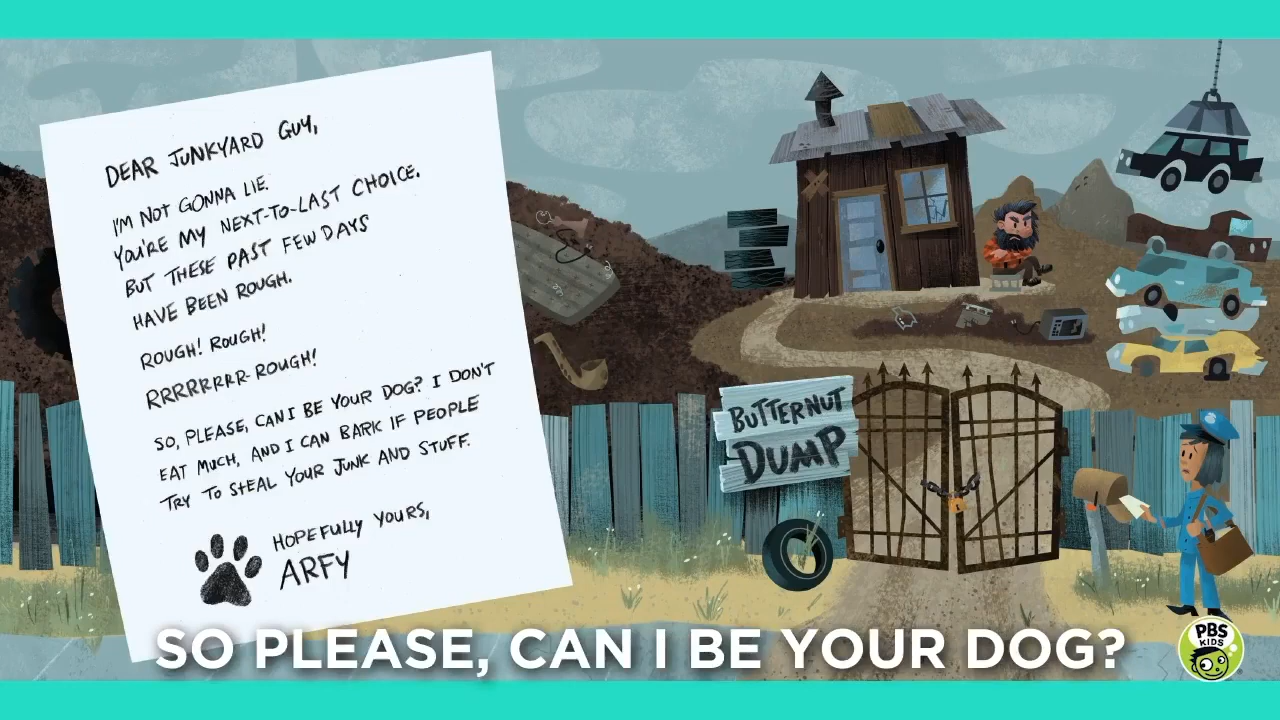 DEAR JUNKYARD GUY,
I'M NOT GONNA LIE.
YOU'RE MY NEXT-TO-LAST CHOICE.
BUT THESE PAST FEW DAYS
HAVE BEEN ROUGH.
ROUGH! ROUGH!
RRRRRRRR-ROUGH!
SO, PLEASE, CAN I BE YOUR DOG? I DON'T
EAT MUCH, AND I CAN BARK IF PEOPLE
TRY TO STEAL YOUR JUNK AND STUFF.
HOPEFULLY YOURS,
ARFY
BUTTERNUT
DUMP
SO PLEASE, CAN I BE YOUR DOG?
PBS
KIDS